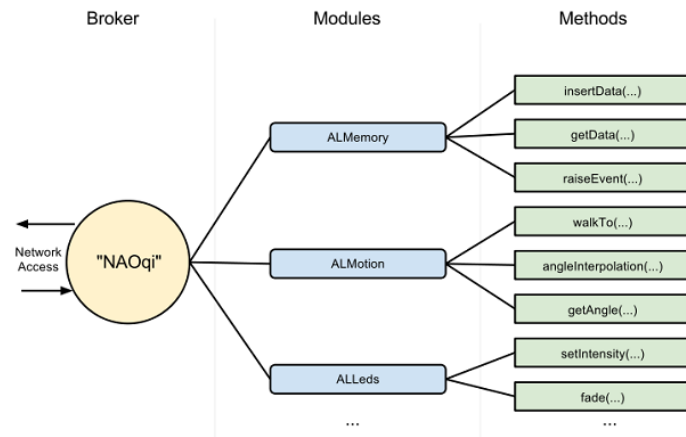 Broker
Modules
Methods
Network
Access
"NAOqi"
ALMemory
ALMotion
ALLeds
...
insertData(...)
getData(...)
raiseEvent(...)
walkTo(...)
angleInterpolation(...)
getAngle(...)
setIntensity(...)
fade(...)
...